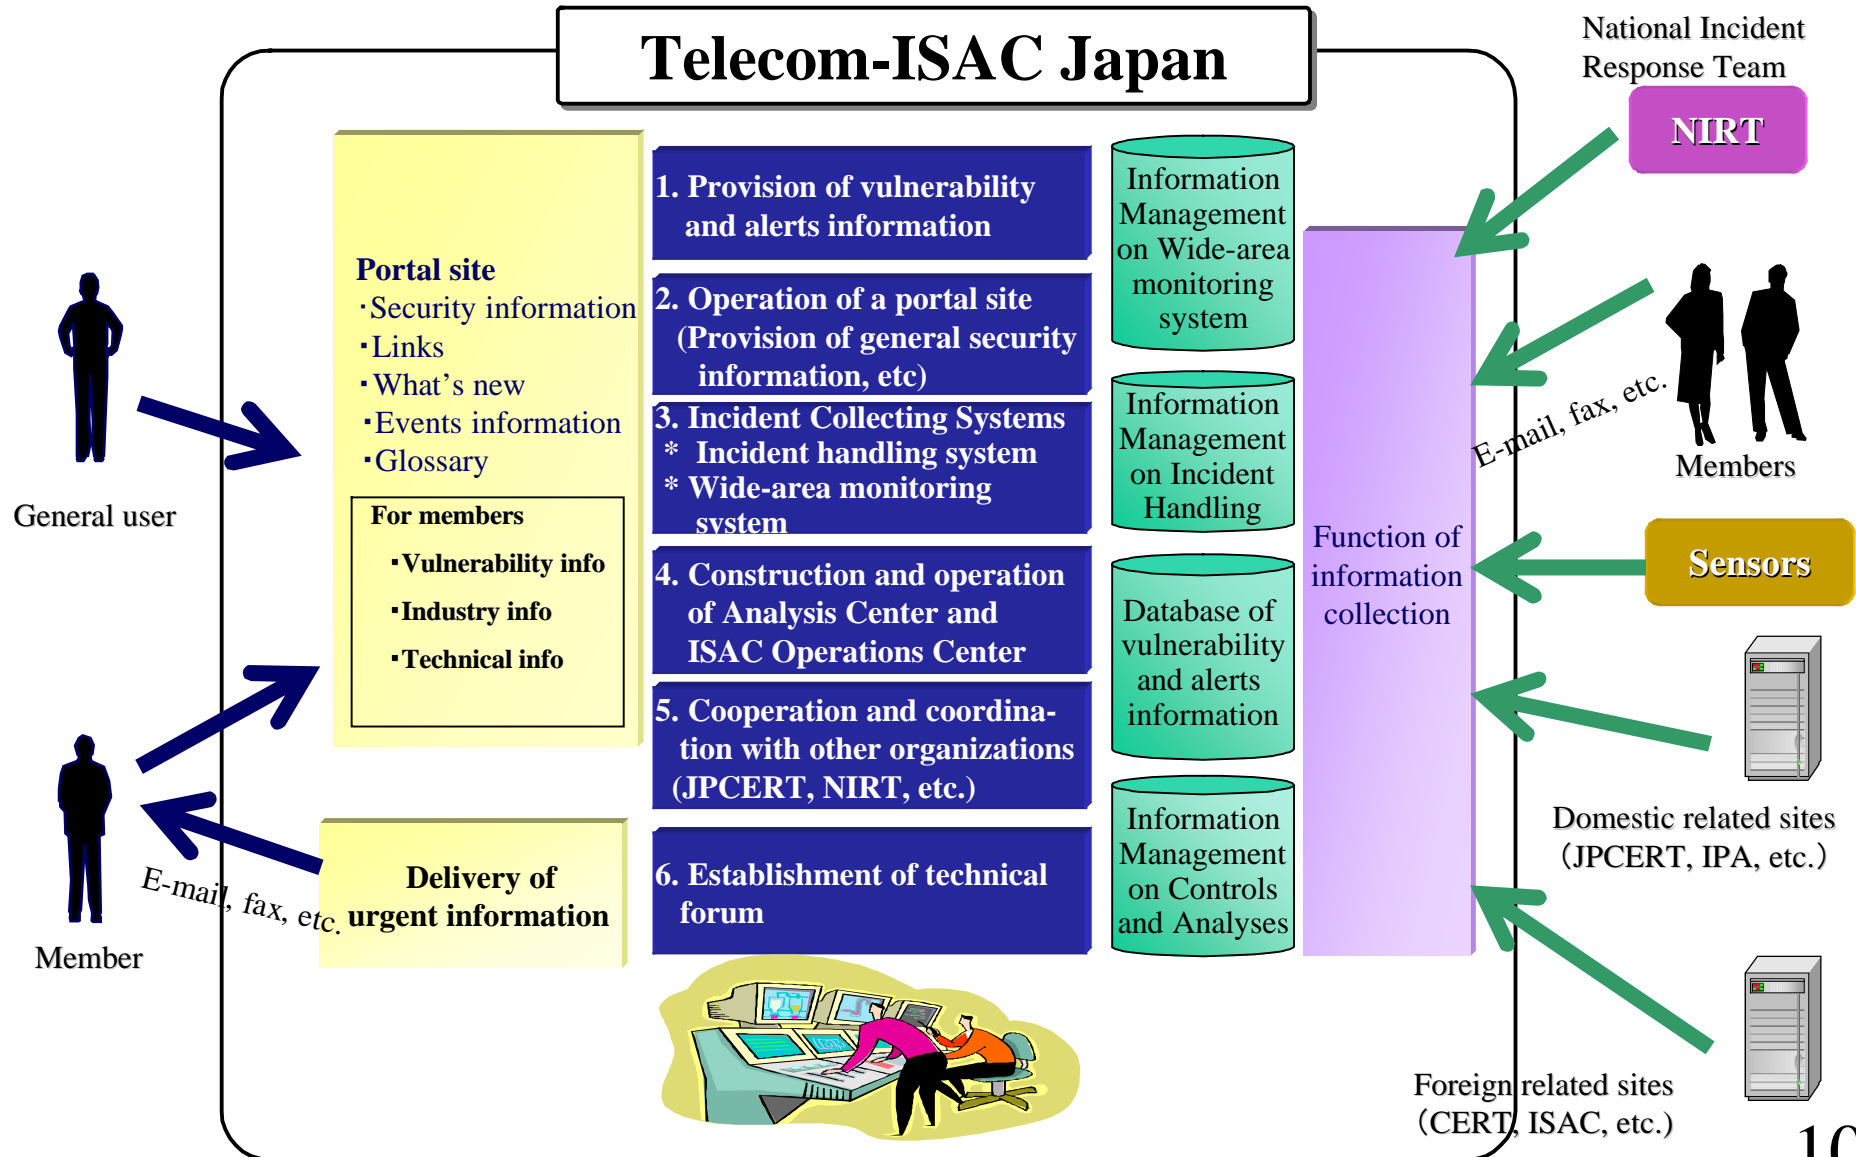 Telecom-ISAC Japan
National Incident
Response Team
NIRT
General user
Member
E-mail, fax, etc.
Portal site
・Security information
・Links
・What's new
・Events information
・Glossary
For members
・Vulnerability info
・Industry info
・Technical info
Delivery of
urgent information
1. Provision of vulnerability
and alerts information
2. Operation of a portal site
(Provision of general security
information, etc)
3. Incident Collecting Systems
* Incident handling system
* Wide-area monitoring
system
4. Construction and operation
of Analysis Center and
ISAC Operations Center
5. Cooperation and coordina-
tion with other organizations
(JPCERT, NIRT, etc.)
6. Establishment of technical
forum
Information
Management
on Wide-area
monitoring
system
Information
Management
on Incident
Handling
Database of
vulnerability
and alerts
information
Information
Management
on Controls
and Analyses
Function of
information
collection
E-mail, fax, etc.
Members
Sensors
Domestic related sites
（JPCERT, IPA, etc.）
Foreign related sites
（CERT, ISAC, etc.）
10